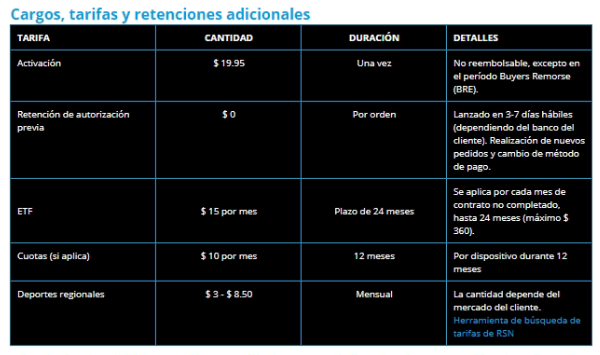 Cargos, tarifas y retenciones adicionales
TARIFA CANTIDAD DURACIÓN DETALLES
Activación $ 19.95 Una vez No reembolsable, excepto en
el período Buyers Remorse
(BRE).
Retención de autorización
previa $ 0 Por orden Lanzado en 3-7 días hábiles
(dependiendo del banco del
cliente). Realización de nuevos
pedidos y cambio de método
de pago.
ETF $ 15 por mes Plazo de 24 meses Se aplica por cada mes de
contrato no completado,
hasta 24 meses (máximo $
360).
Cuotas (si aplica) $ 10 por mes 12 meses Por dispositivo durante 12
meses
Deportes regionales $ 3 - $ 8.50 Mensual La cantidad depende del
mercado del cliente.
Herramienta de búsqueda de
tarifas de RSN